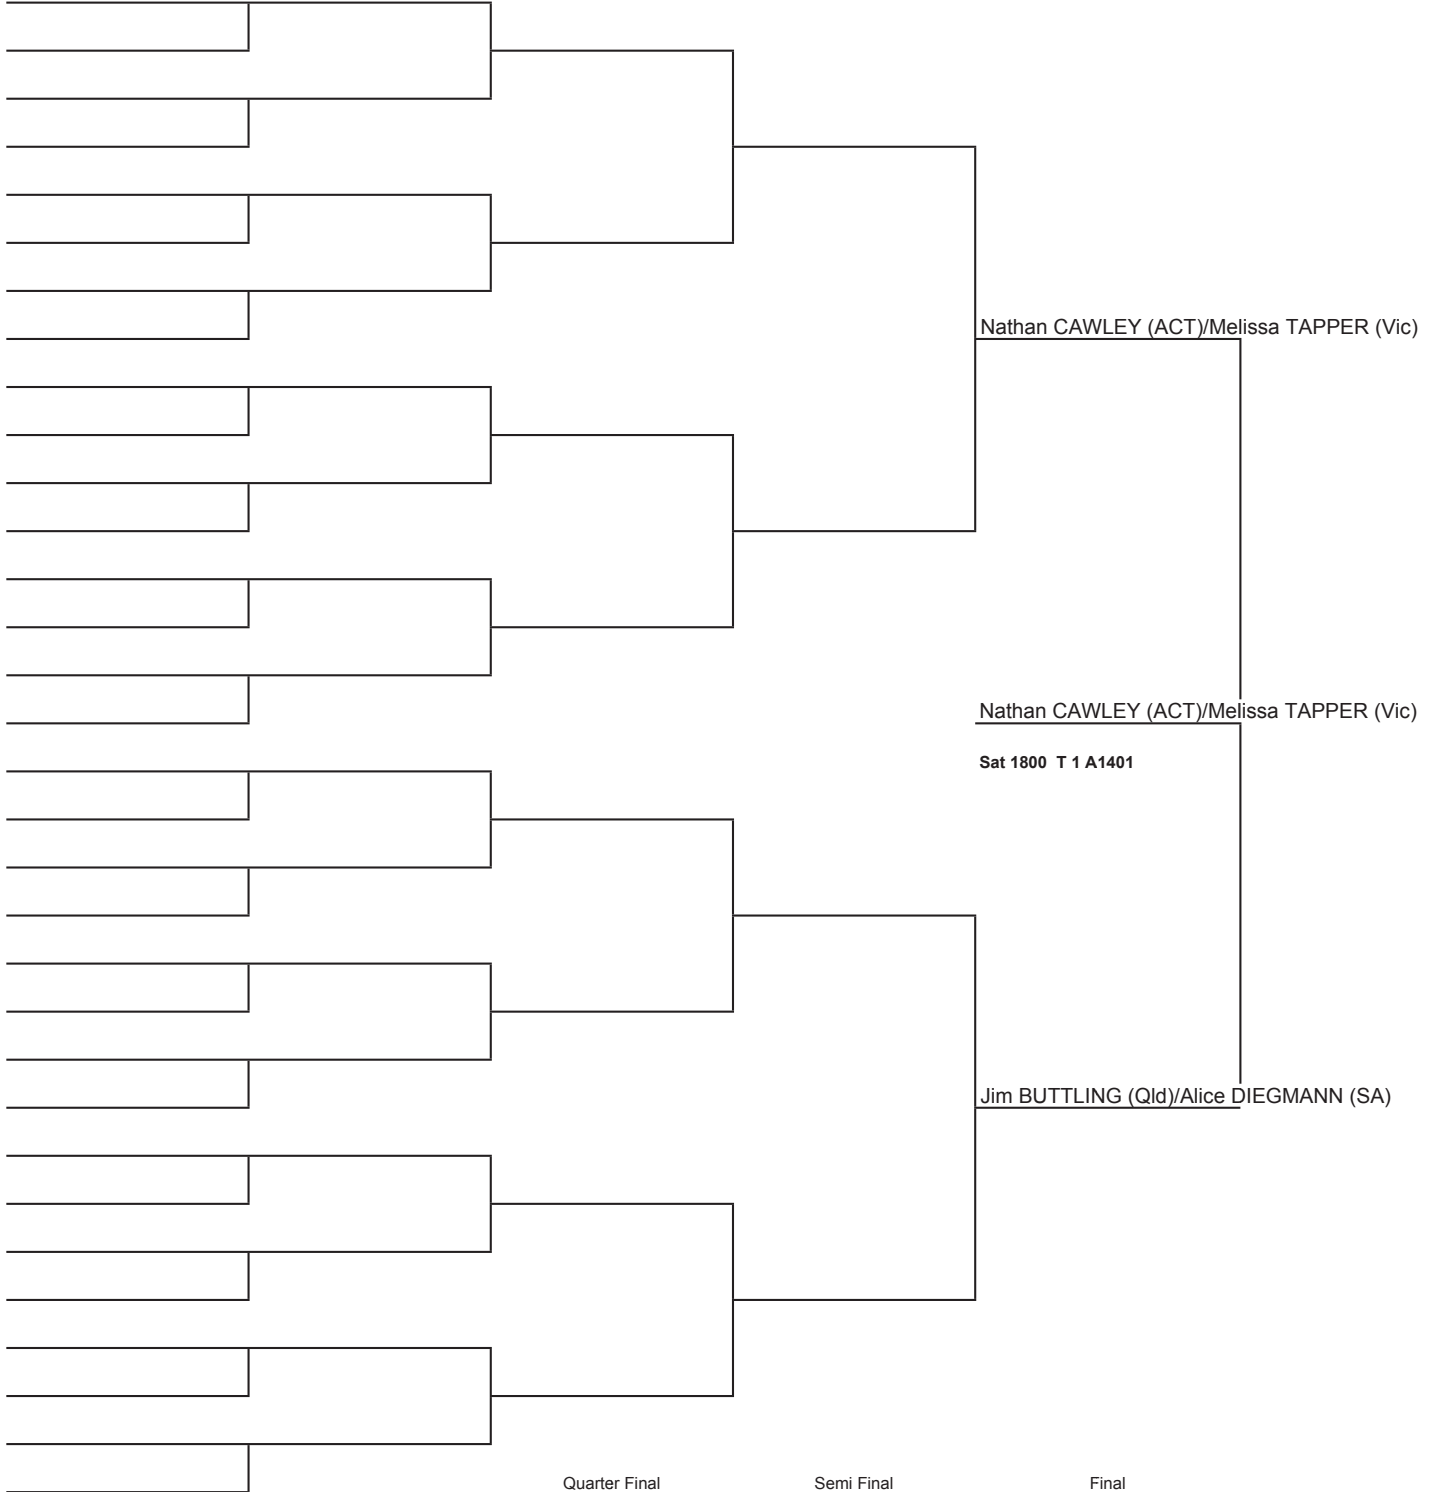 Nathan CAWLEY (ACT)/Melissa TAPPER (Vic)
Nathan CAWLEY (ACT)/Melissa TAPPER (Vic)
Sat 1800 T 1 A1401
Jim BUTTLING (Qld)/Alice DIEGMANN (SA)
Quarter Final Semi Final Final